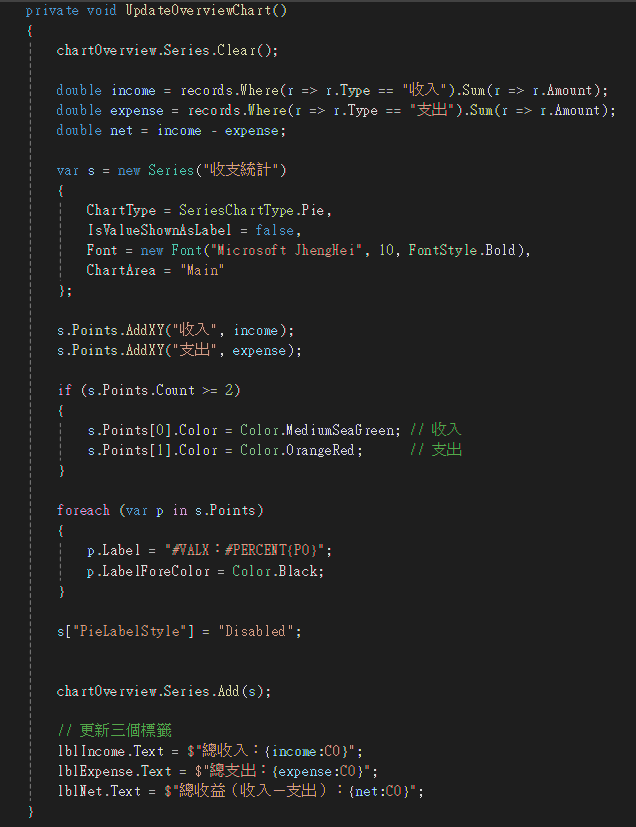 private void UpdateOverviewChart()
{
chartOverview.Series.Clear();
double income = records.Where(r => r.Type == "收入").Sum(r => r.Amount);
double expense = records.Where(r => r.Type == "支出").Sum(r => r.Amount);
double net = income - expense;
var s = new Series("收支統計")
{
ChartType = SeriesChartType.Pie,
IsValueShownAsLabel = false,
Font = new Font("Microsoft JhengHei", 10, FontStyle.Bold),
ChartArea = "Main"
};
s.Points.AddXY("收入", income);
s.Points.AddXY("支出", expense);
if (s.Points.Count >= 2)
{
s.Points[0].Color = Color.MediumSeaGreen; // 收入
s.Points[1].Color = Color.OrangeRed; // 支出
}
foreach (var p in s.Points)
{
p.Label = "#VALX：#PERCENT{P0}";
p.LabelForeColor = Color.Black;
}
s["PieLabelStyle"] = "Disabled";
chartOverview.Series.Add(s);
// 更新三個標籤
lblIncome.Text = $"總收入：{income:C0}";
lblExpense.Text = $"總支出：{expense:C0}";
lblNet.Text = $"總收益（收入－支出）：{net:C0}";
}